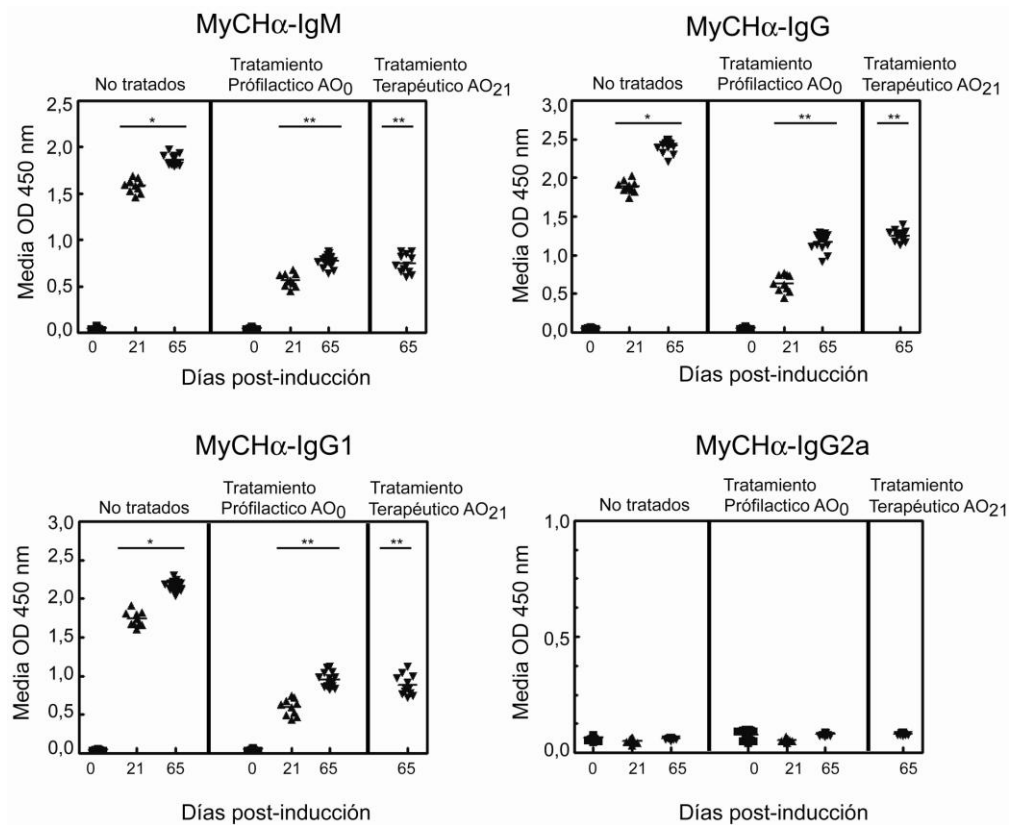 MyCHα-IgM
No tratados
Tratamiento
Prófilactico AO0
Tratamiento
Terapéutico AO21
Media OD 450 nm
2,5
2,0
1,5
1,0
0,5
0,0
*
**
**
0 21 65 0 21 65 65
Días post-inducción
MyCHα-IgG
No tratados
Tratamiento
Prófilactico AO0
Tratamiento
Terapéutico AO21
Media OD 450 nm
3,0
2,5
2,0
1,5
1,0
0,5
0,0
*
**
**
0 21 65 0 21 65 65
Días post-inducción
MyCHα-IgG1
No tratados
Tratamiento
Prófilactico AO0
Tratamiento
Terapéutico AO21
Media OD 450 nm
3,0
2,5
2,0
1,5
1,0
0,5
0,0
*
**
**
0 21 65 0 21 65 65
Días post-inducción
MyCHα-IgG2a
No tratados
Tratamiento
Prófilactico AO0
Tratamiento
Terapéutico AO21
Media OD 450 nm
1,0
0,5
0,0
0 21 65 0 21 65 65
Días post-inducción